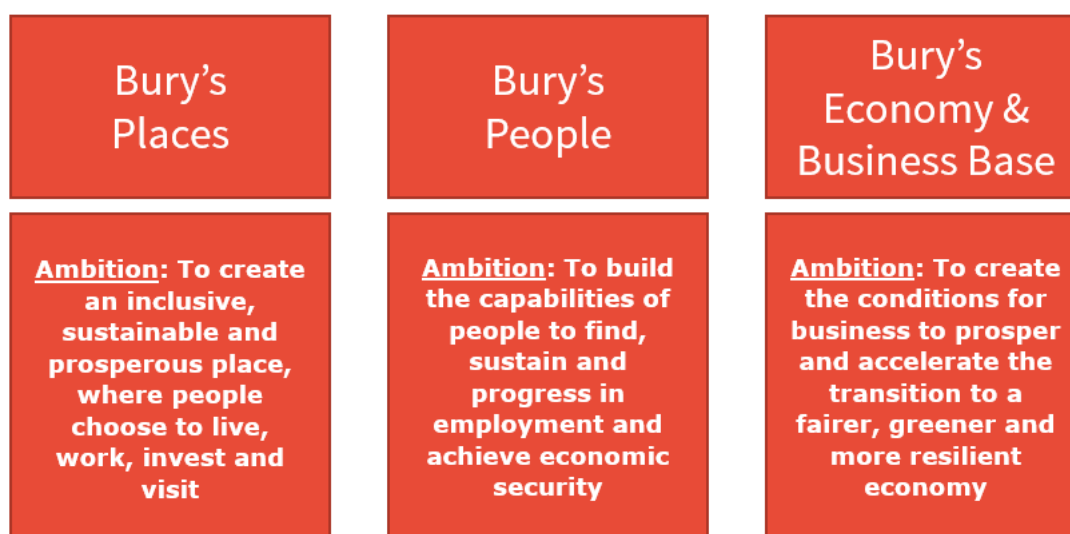 Bury’s
Places
Bury’s
People
Bury’s
Economy &
Business Base
Ambition: To create
an inclusive,
sustainable and
prosperous place,
where people
choose to live,
work, invest and
visit
Ambition: To build
the capabilities of
people to find,
sustain and
progress in
employment and
achieve economic
security
Ambition: To create
the conditions for
business to prosper
and accelerate the
transition to a
fairer, greener and
more resilient
economy